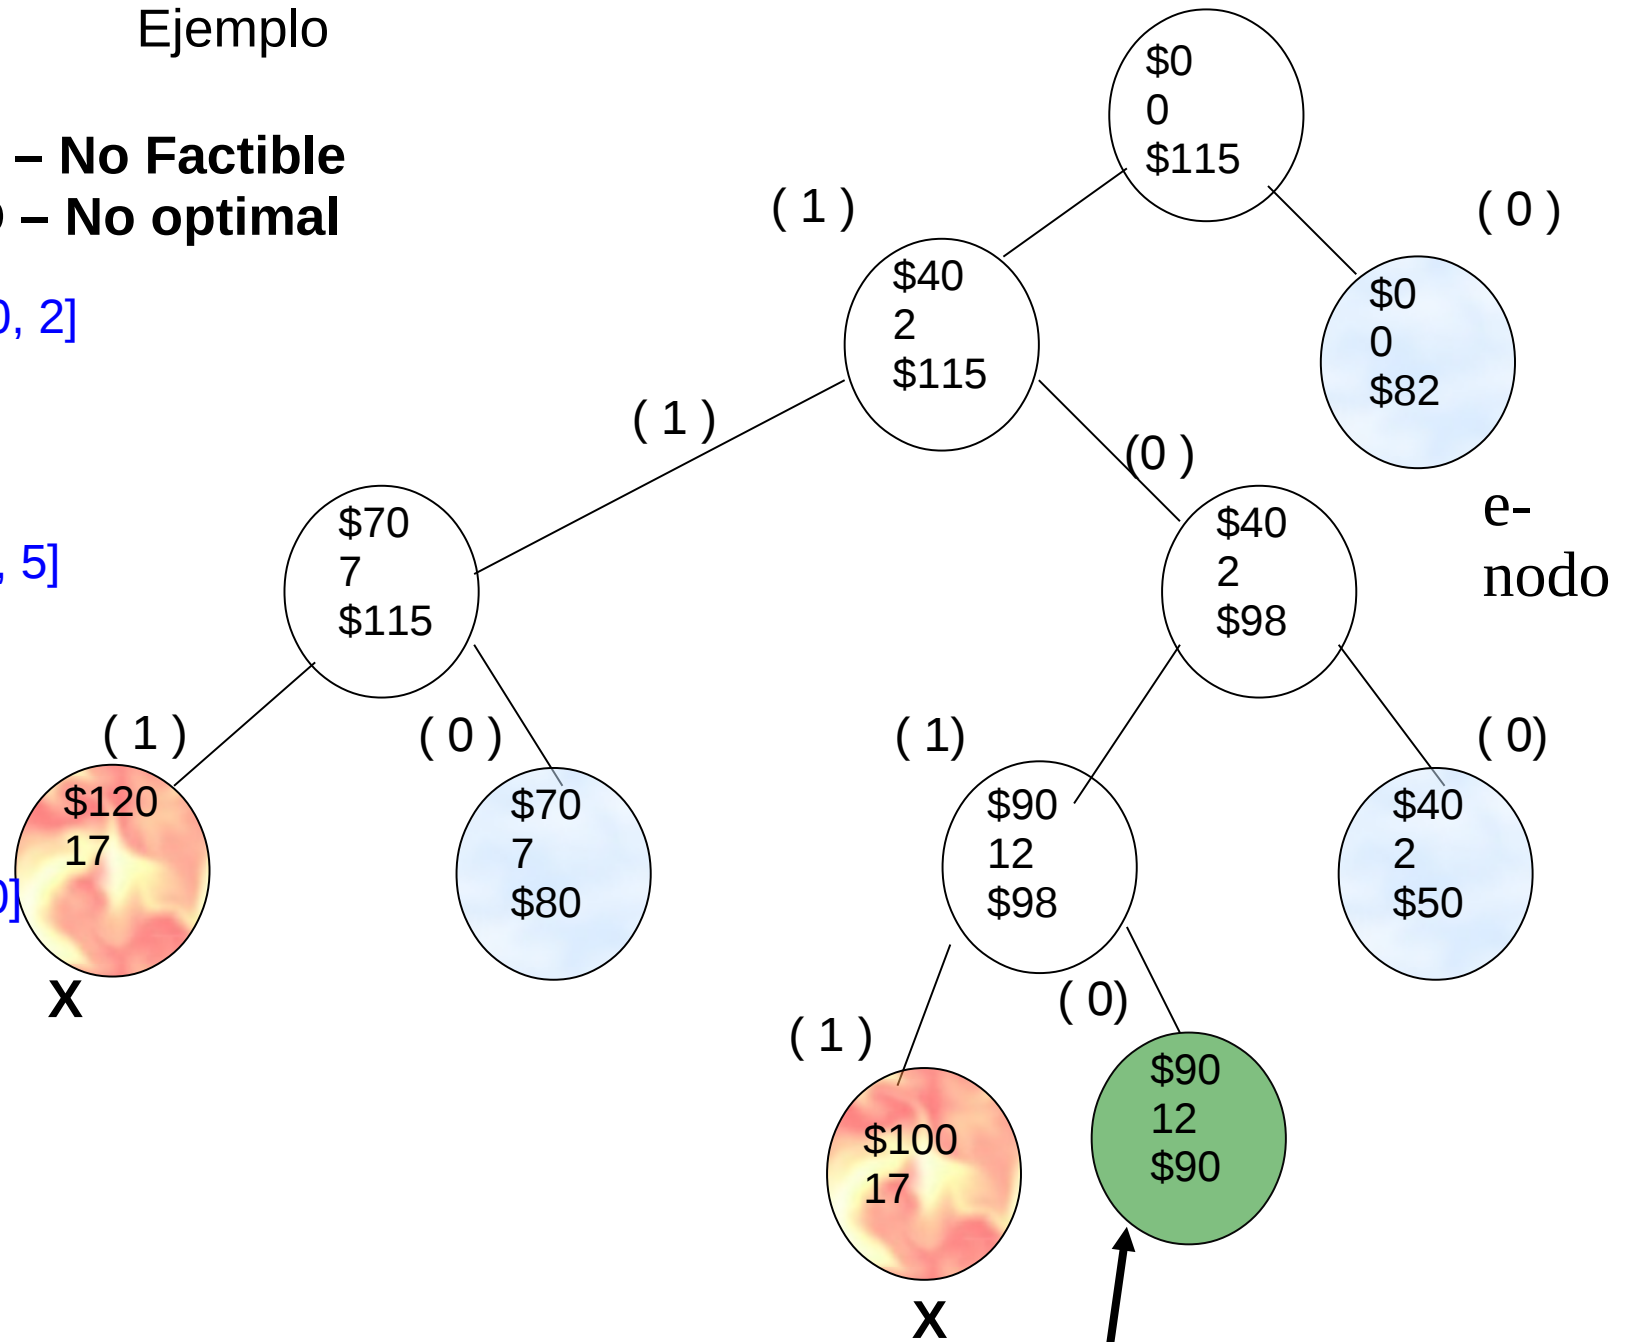 Ejemplo
– No Factible
– No optimal
0, 2]
, 5]
0]
$0
0
$115
( 1 )
( 0 )
$40
2
$115
$0
0
$82
( 1 )
(0 )
e-
nodo
$70
7
$115
$40
2
$98
( 1 )
( 0 )
( 1)
( 0)
$120
17
X
$70
7
$80
$90
12
$98
$40
2
$50
( 1 )
( 0)
$100
17
X
$90
12
$90